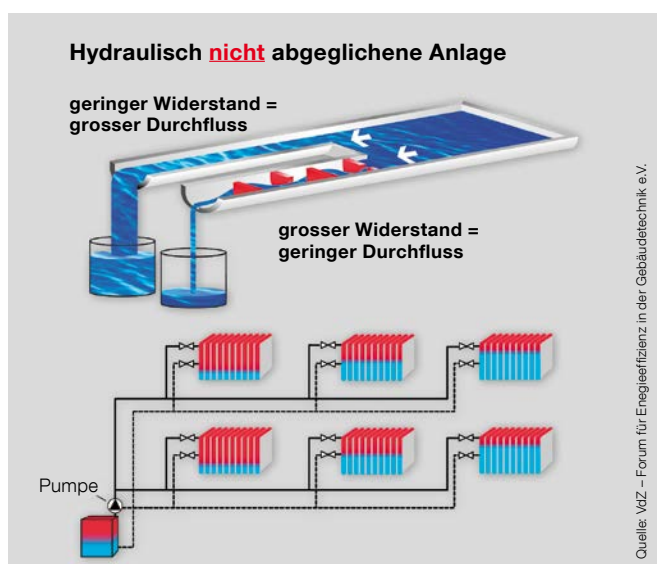 Hydraulisch nicht abgeglichene Anlage
geringer Widerstand =
grosser Durchfluss
grosser Widerstand =
geringer Durchfluss
Pumpe
Quelle: VdZ – Forum für Enegieeffizienz in der Gebäudetechnik e.V.